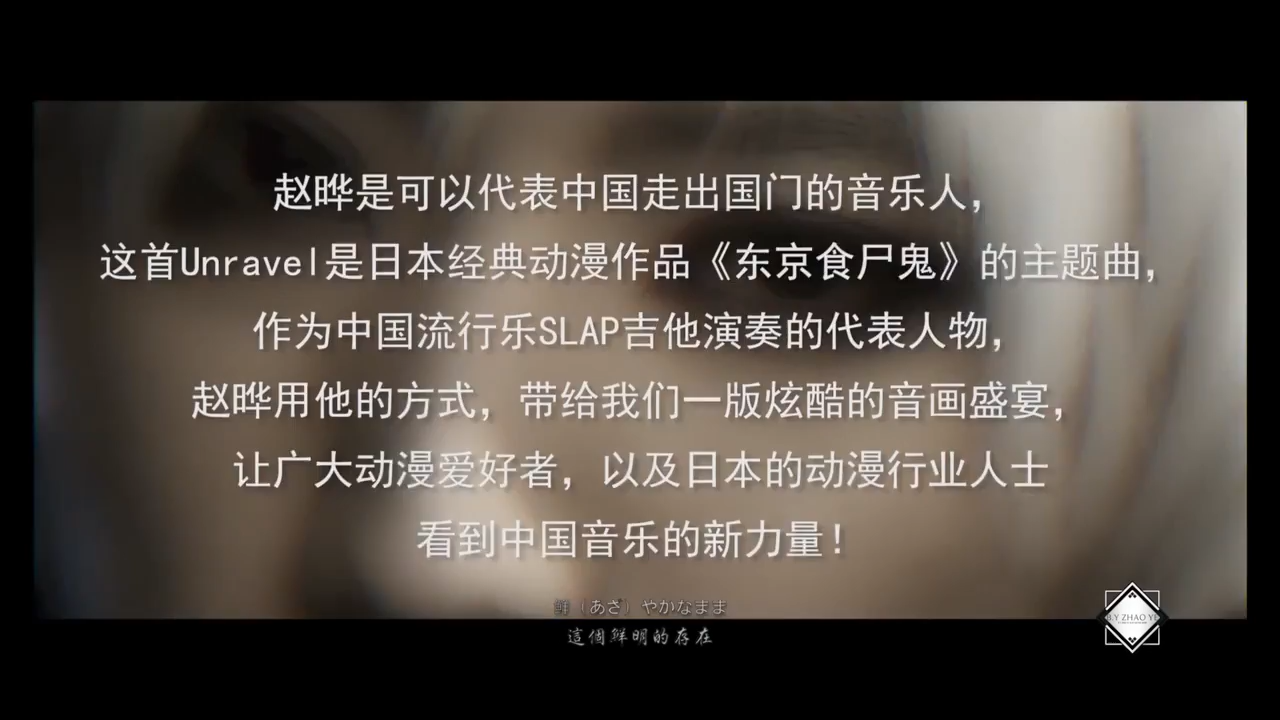 赵晔是可以代表中国走出国门的音乐人，
这首Unravel是日本经典动漫作品《东京食尸鬼》的主题曲，
作为中国流行乐SLAP吉他演奏的代表人物，
赵晔用他的方式，带给我们一版炫酷的音画盛宴，
让广大动漫爱好者，以及日本的动漫行业人士
看到中国音乐的新力量！
鮮（あざ）やかなまま
這個鮮明的存在
B.Y ZHAO YE